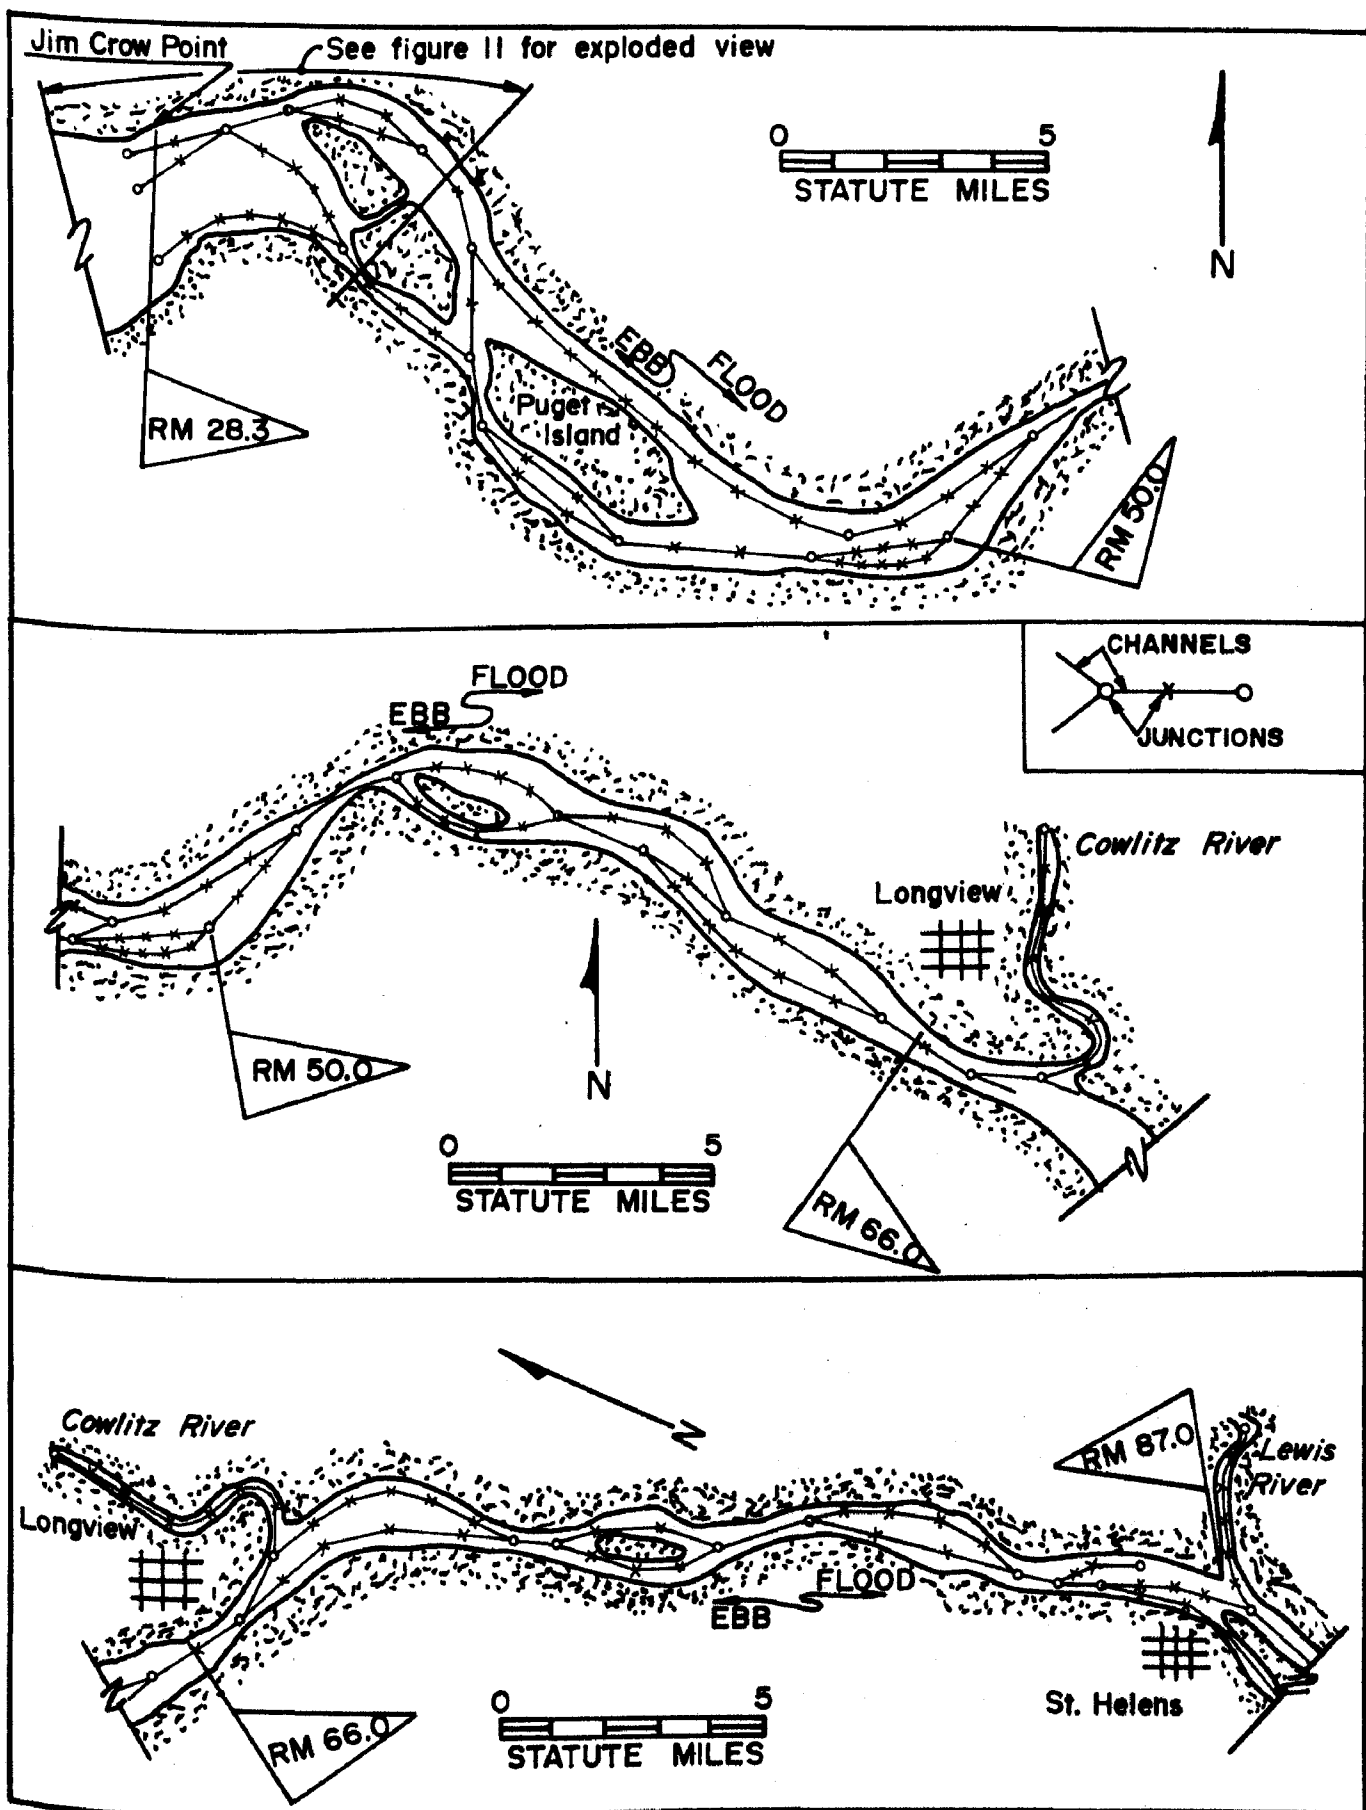 Jim Crow Point
See figure 11 for exploded view
0 5
STATUTE MILES
N
EBB
FLOOD
Puget Is.
Island
RM 28.3
RM 50.0
CHANNELS
JUNCTIONS
FLOOD
EBB
Cowlitz River
Longview
RM 50.0
N
0 5
STATUTE MILES
RM 66.0
N
Cowlitz River
Longview
RM 87.0
Lewis
River
FLOOD
EBB
St. Helens
0 5
STATUTE MILES
RM 66.0